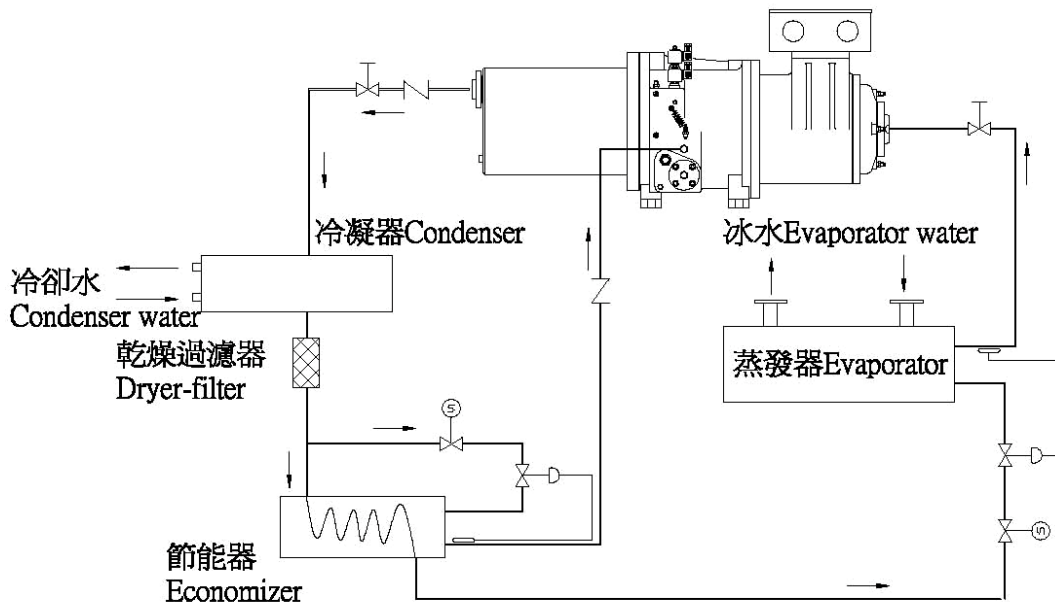 冷凝器Condenser
冰水Evaporator water
冷卻水
Condenser water
乾燥過濾器
Dryer-filter
蒸發器Evaporator
S
S
節能器
Economizer